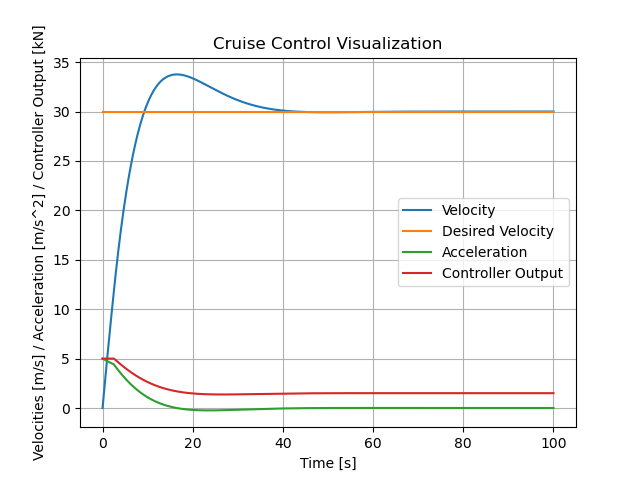 Cruise Control Visualization
Velocities [m/s] / Acceleration [m/s^2] / Controller Output [kN]
35
30
25
20
15
10
5
0
Velocity
Desired Velocity
Acceleration
Controller Output
0 20 40 60 80 100
Time [s]